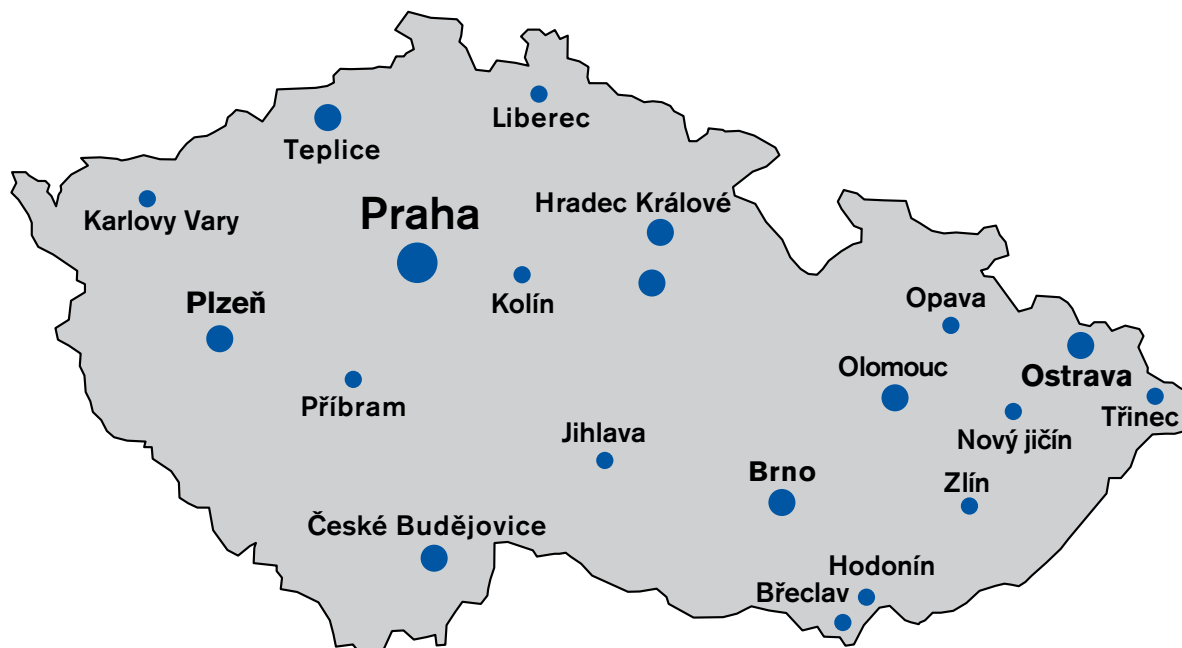 Liberec
Teplice
Karlovy Vary
Praha
Hradec Králové
Kolín
Plzeň
Opava
Příbram
Olomouc
Ostrava
Třinec
Nový jičín
Jihlava
Brno
Zlín
České Budějovice
Hodonín
Břeclav